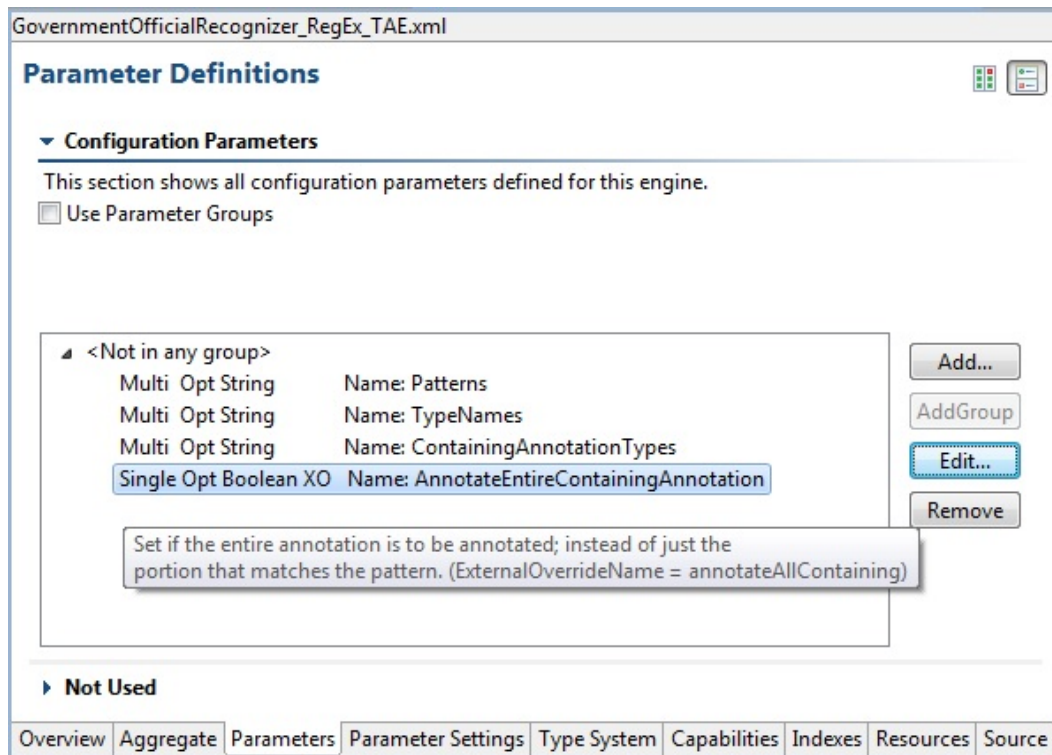 GovernmentOfficialRecognizer_RegEx_TAE.xml
Parameter Definitions
Configuration Parameters
This section shows all configuration parameters defined for this engine.
Use Parameter Groups
<Not in any group>
Multi Opt String Name: Patterns
Multi Opt String Name: TypeNames
Multi Opt String Name: ContainingAnnotationTypes
Single Opt Boolean XO Name: AnnotateEntireContainingAnnotation
Add...
AddGroup
Edit...
Remove
Set if the entire annotation is to be annotated; instead of just the
portion that matches the pattern. (ExternalOverrideName = annotateAllContaining)
Not Used
Overview Aggregate Parameters Parameter Settings Type System Capabilities Indexes Resources Source